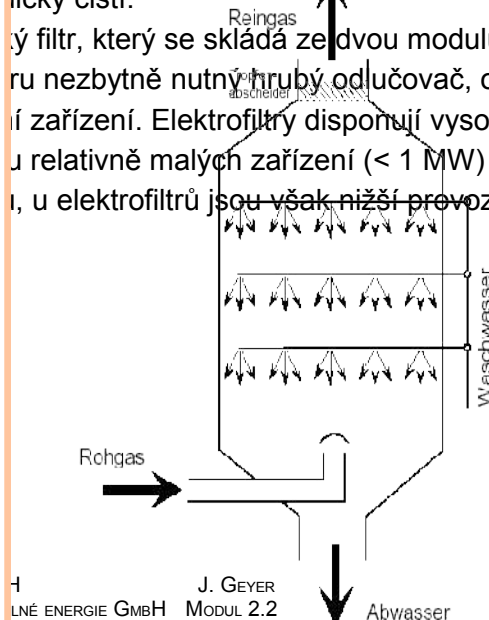 nicky čistí.
Reingas
ký filtr, který se skládá ze dvou modulů
ru nezbytně nutný hrubý odlučovač, o
abscheider
í zařízení. Elektrofiltry disponují vyso
u relativně malých zařízení (< 1 MW)
, u elektrofiltrů jsou však nižší provoz
Waschwasser
Rohgas
H
J. GEYER
LNÉ ENERGIE GMBH MODUL 2.2
Abwasser